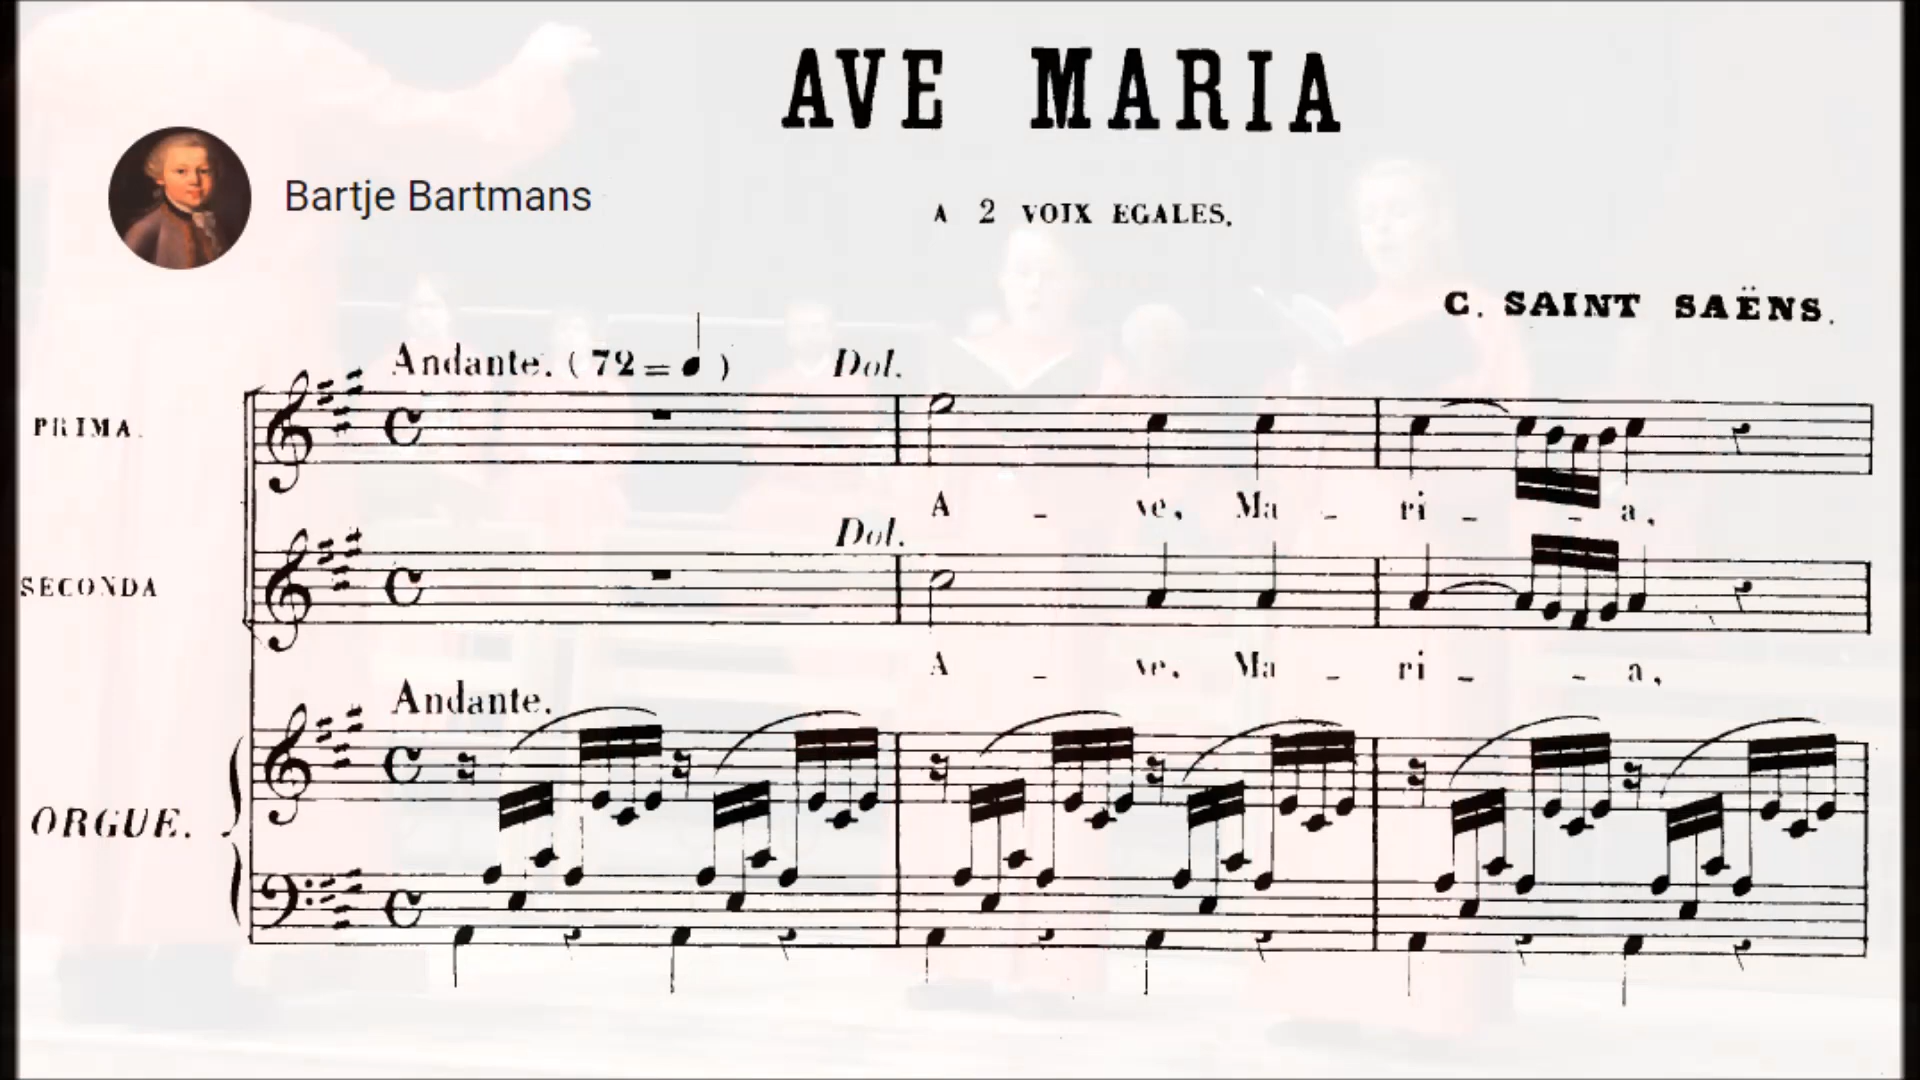 AVE MARIA
Bartje Bartmans
A 2 VOIX EGALES.
C. SAINT SAËNS.
Andante. ( 72 = ♩ ) Dol.
PRIMA.
A _ ve, Ma _ ri _ _ a,
Dol.
SECONDA
A _ ve, Ma _ ri _ _ a,
Andante.
ORGUE.